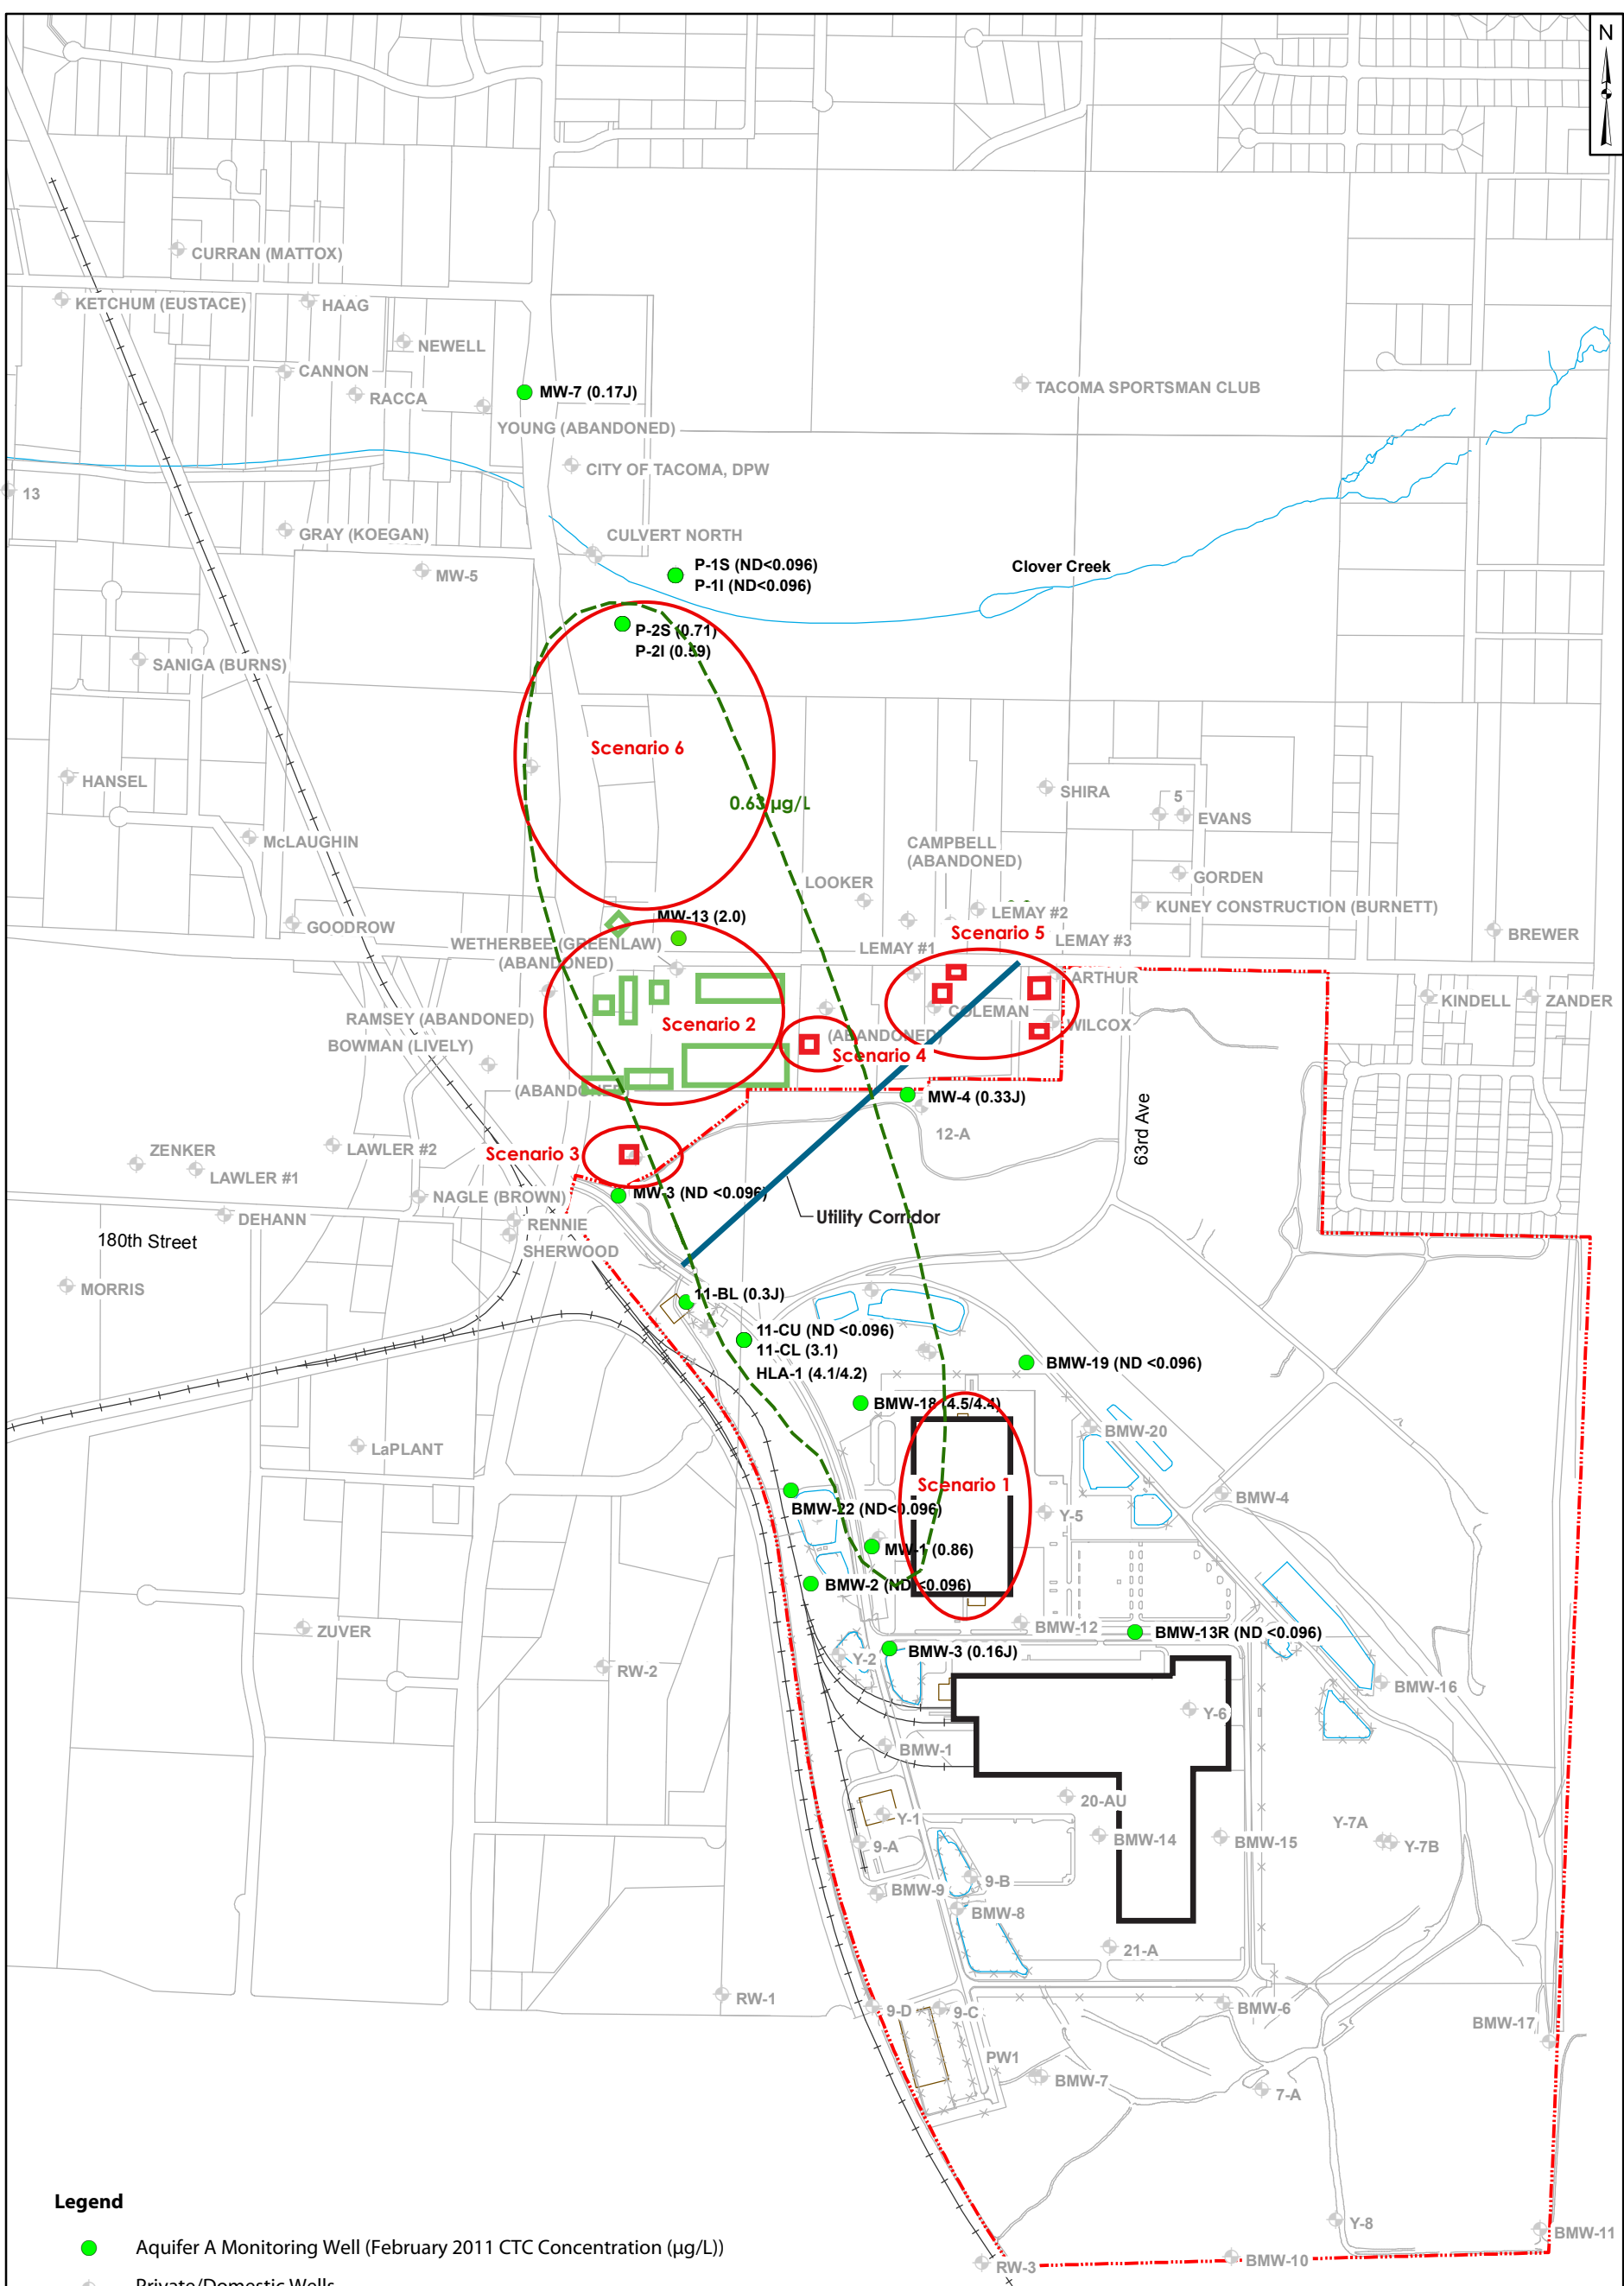 N
CURRAN (MATTOX)
KETCHUM (EUSTACE)
HAAG
NEWELL
CANNON
RACCA
MW-7 (0.17J)
TACOMA SPORTSMAN CLUB
YOUNG (ABANDONED)
CITY OF TACOMA, DPW
13
GRAY (KOEGAN)
CULVERT NORTH
MW-5
P-1S (ND<0.096)
P-1I (ND<0.096)
Clover Creek
P-2S (0.71)
P-2I (0.59)
SANIGA (BURNS)
Scenario 6
HANSEL
SHIRA
5
EVANS
0.63 µg/L
McLAUGHIN
CAMPBELL
(ABANDONED)
GORDEN
LOOKER
KUNEY CONSTRUCTION (BURNETT)
LEMAY #2
GOODROW
MW-13 (2.0)
BREWER
Scenario 5
WETHERBEE (GREENLAW)
(ABANDONED)
LEMAY #1
LEMAY #3
ARTHUR
KINDELL
ZANDER
COLEMAN
RAMSEY (ABANDONED)
Scenario 2
WILCOX
(ABANDONED)
BOWMAN (LIVELY)
Scenario 4
(ABANDONED)
MW-4 (0.33J)
12-A
63rd Ave
LAWLER #2
ZENKER
LAWLER #1
Scenario 3
NAGLE (BROWN)
MW-3 (ND <0.096)
DEHANN
RENNIE
Utility Corridor
180th Street
SHERWOOD
MORRIS
11-BL (0.3J)
11-CU (ND <0.096)
11-CL (3.1)
HLA-1 (4.1/4.2)
BMW-19 (ND <0.096)
BMW-18 (4.5/4.4)
BMW-20
LaPLANT
Scenario 1
BMW-4
BMW-22 (ND<0.096)
Y-5
MW-1 (0.86)
BMW-2 (ND <0.096)
BMW-12
BMW-13R (ND <0.096)
ZUVER
BMW-3 (0.16J)
Y-2
RW-2
BMW-16
Y-6
BMW-1
20-AU
Y-1
Y-7A
9-A
BMW-14
BMW-15
Y-7B
9-B
BMW-9
BMW-8
21-A
RW-1
9-D
9-C
BMW-6
BMW-17
PW1
BMW-7
7-A
Legend
Y-8
BMW-11
Aquifer A Monitoring Well (February 2011 CTC Concentration (µg/L))
BMW-10
RW-3
Private/Domestic Wells